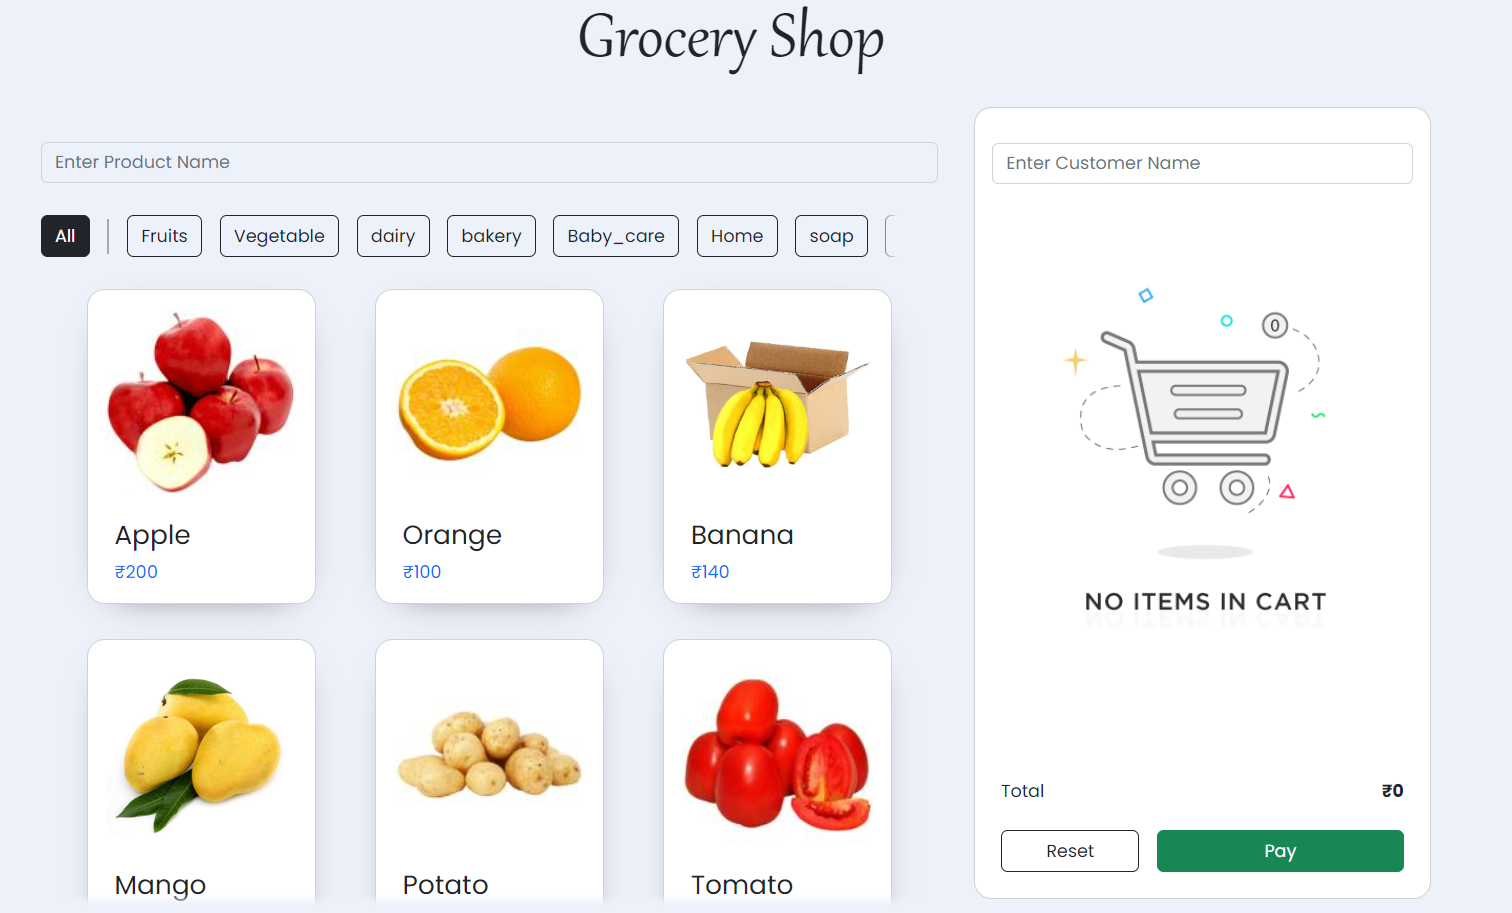 Grocery Shop
Enter Product Name
All
Fruits
Vegetable
dairy
bakery
Baby_care
Home
soap
Apple
₹200
Orange
₹100
Banana
₹140
Mango
Potato
Tomato
Enter Customer Name
0
NO ITEMS IN CART
Total ₹0
Reset
Pay